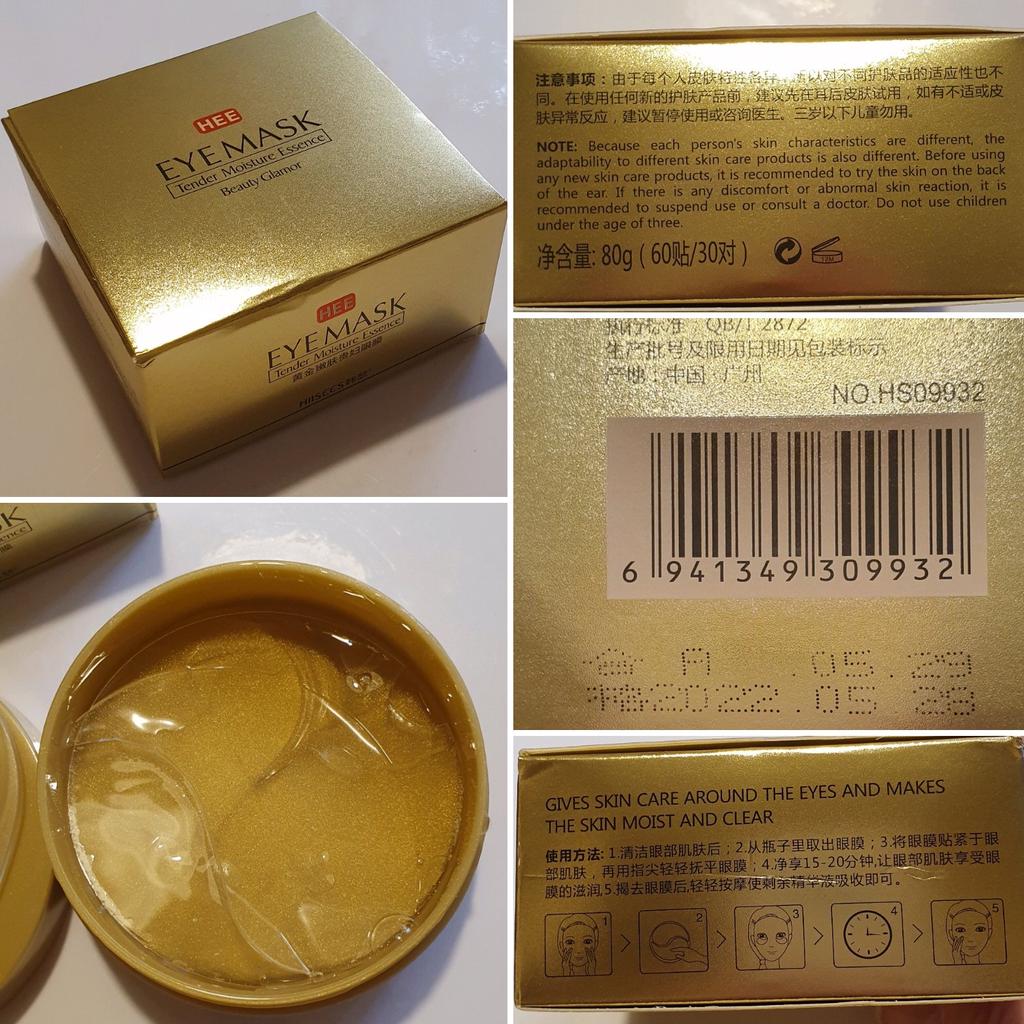 HEE
EYE MASK
Tender Moisture Essence
Beauty Glamor
HEE
EYE MASK
Tender Moisture Essence
黄金嫩肤贵妇眼膜
注意事项：由于每个人皮肤特性各异，所以对不同护肤品的适应性也不
同。在使用任何新的护肤产品前，建议先在耳后皮肤试用，如有不适或皮
肤异常反应，建议暂停使用或咨询医生。三岁以下儿童勿用。
NOTE: Because each person's skin characteristics are different, the
adaptability to different skin care products is also different. Before using
any new skin care products, it is recommended to try the skin on the back
of the ear. If there is any discomfort or abnormal skin reaction, it is
recommended to suspend use or consult a doctor. Do not use children
under the age of three.
净含量: 80g ( 60贴/30对 )
12M
执行标准：QB/T 2872
生产批号及限用日期见包装标示
产地：中国·广州
NO.HS09932
6 941349 309932
.05.29
2022.05 28
GIVES SKIN CARE AROUND THE EYES AND MAKES
THE SKIN MOIST AND CLEAR
使用方法: 1.清洁眼部肌肤后；2.从瓶子里取出眼膜；3.将眼膜贴紧于眼
部肌肤，再用指尖轻轻抚平眼膜；4.净享15-20分钟,让眼部肌肤享受眼
膜的滋润,5.揭去眼膜后,轻轻按摩使剩余精华液吸收即可。
1
2
3
4
5